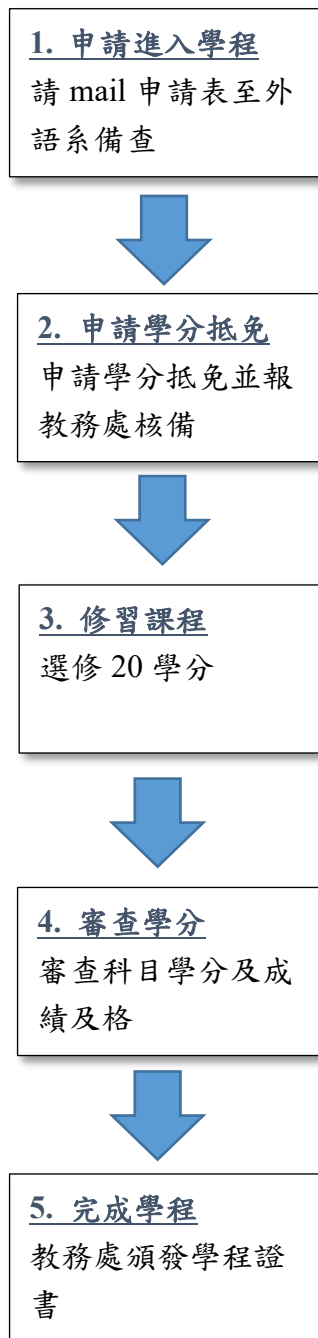 1. 申請進入學程
請 mail 申請表至外
語系備查
2. 申請學分抵免
申請學分抵免並報
教務處核備
3. 修習課程
選修 20 學分
4. 審查學分
審查科目學分及成
績及格
5. 完成學程
教務處頒發學程證
書